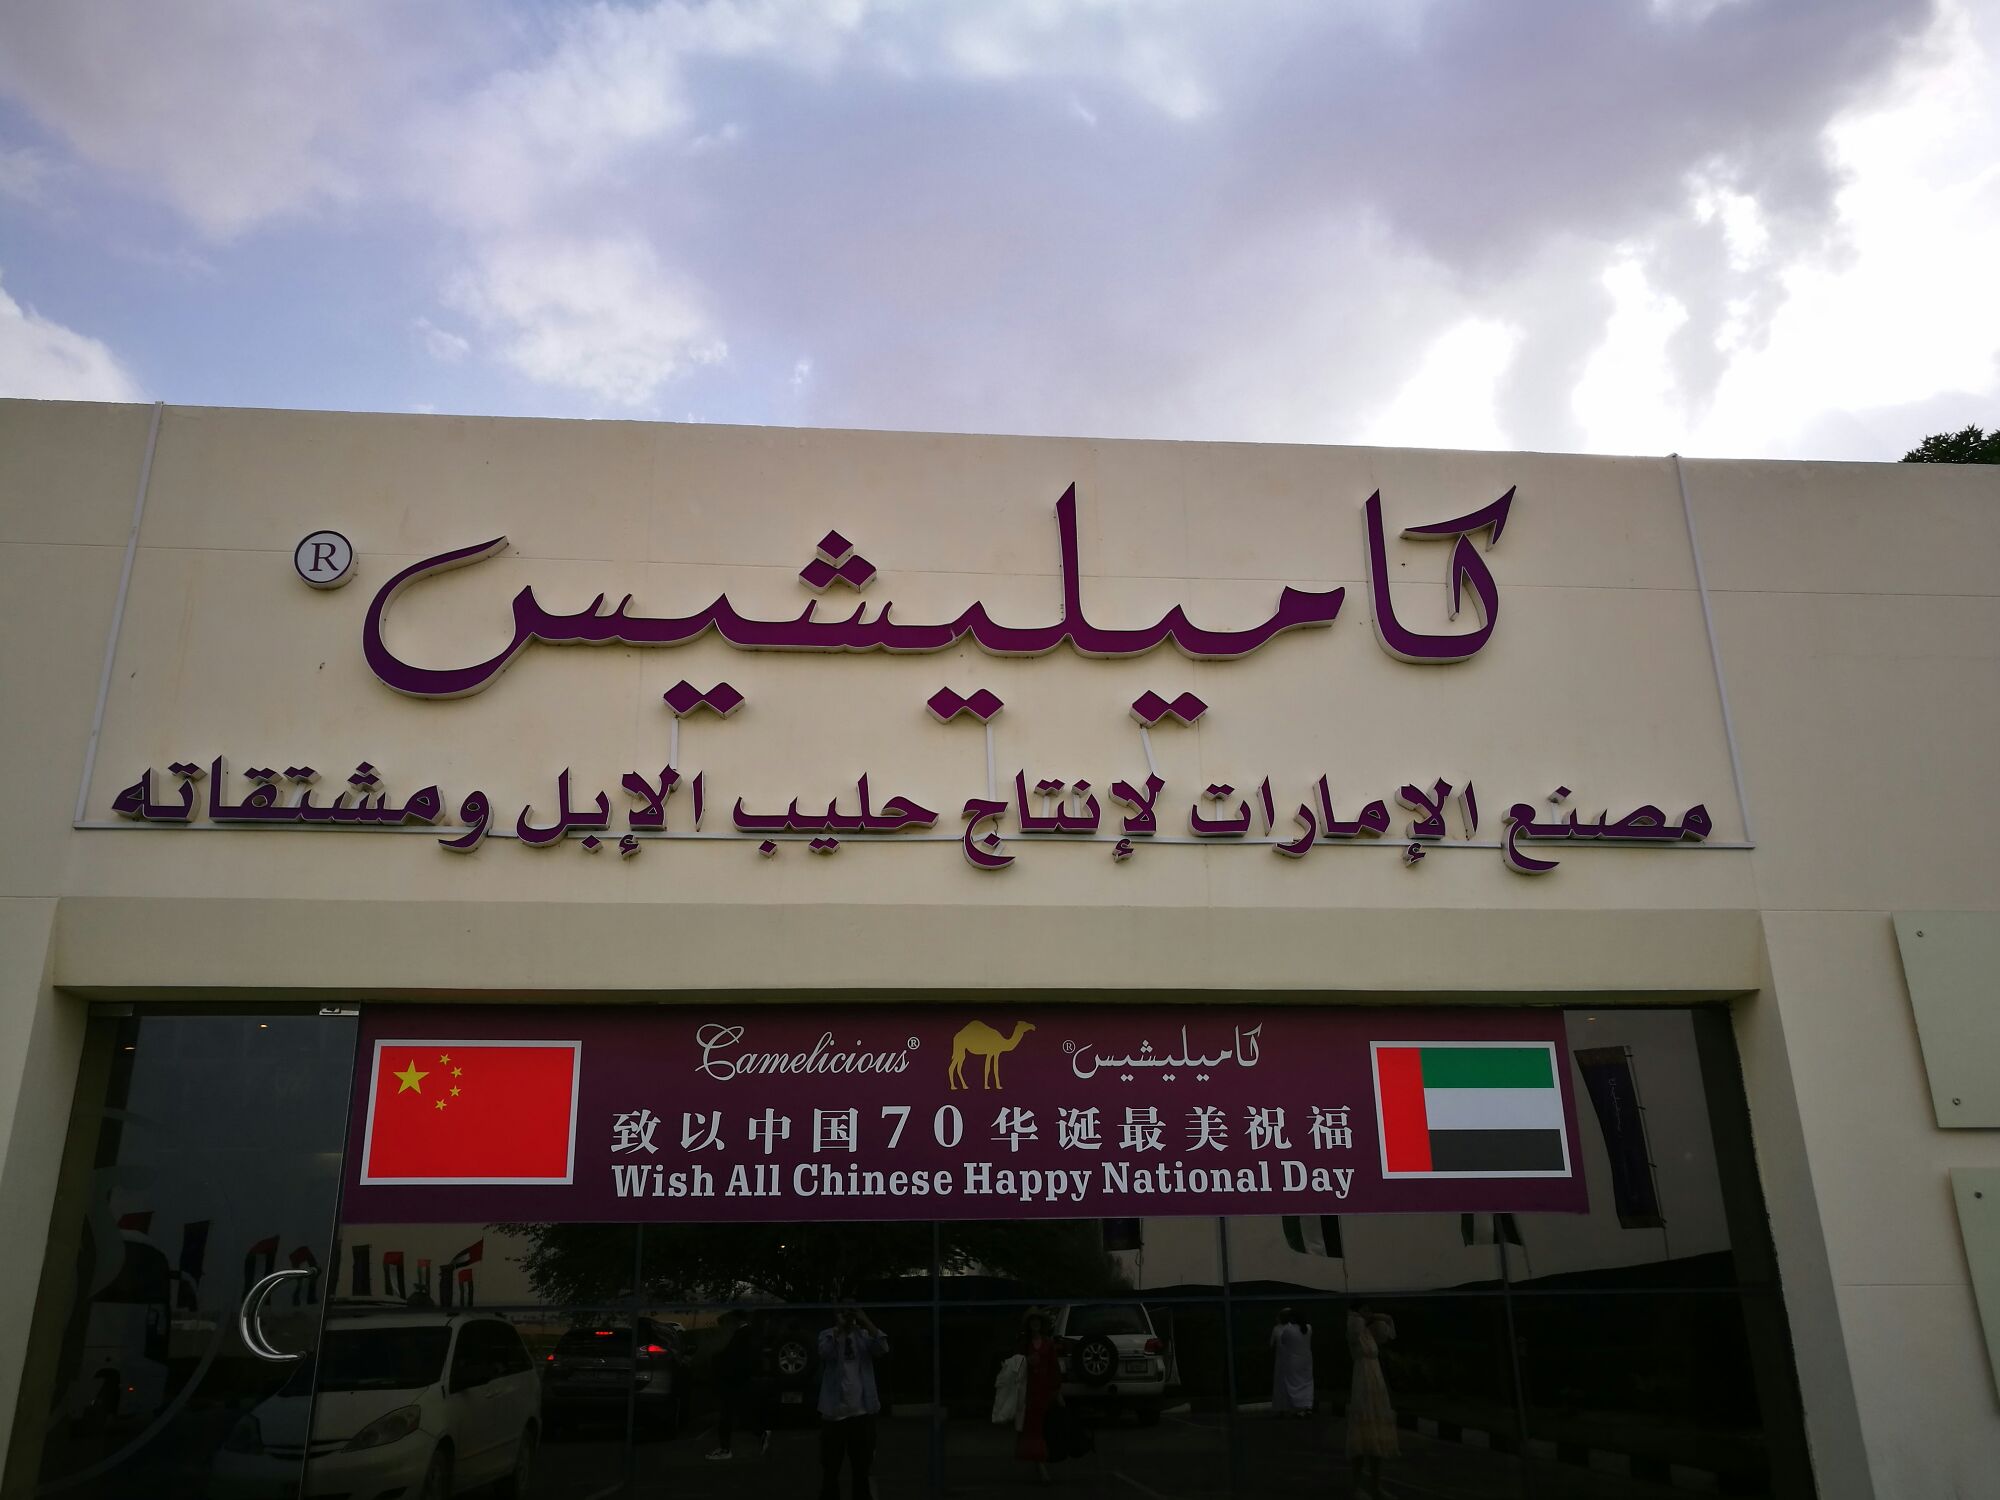 كاميليشيس ®
مصنع الإمارات لإنتاج حليب الإبل ومشتقاته
Camelicious® كاميليشيس®
致以中国70华诞最美祝福
Wish All Chinese Happy National Day